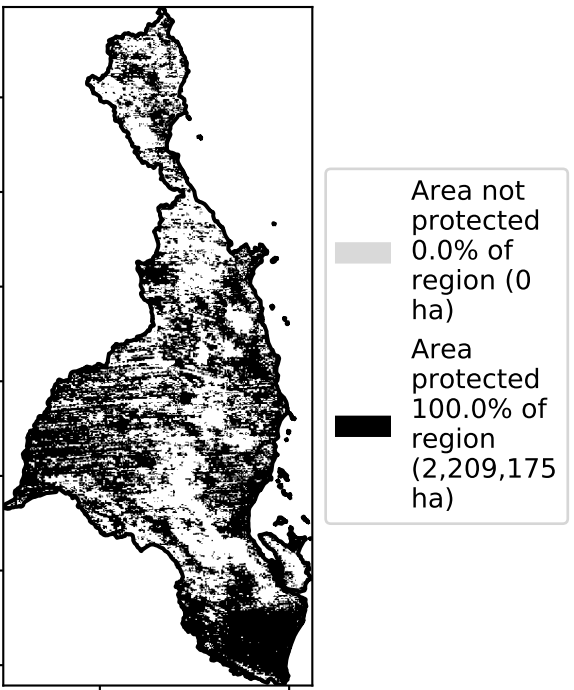 Area not
protected
0.0% of
region (0
ha)
Area
protected
100.0% of
region
(2,209,175
ha)